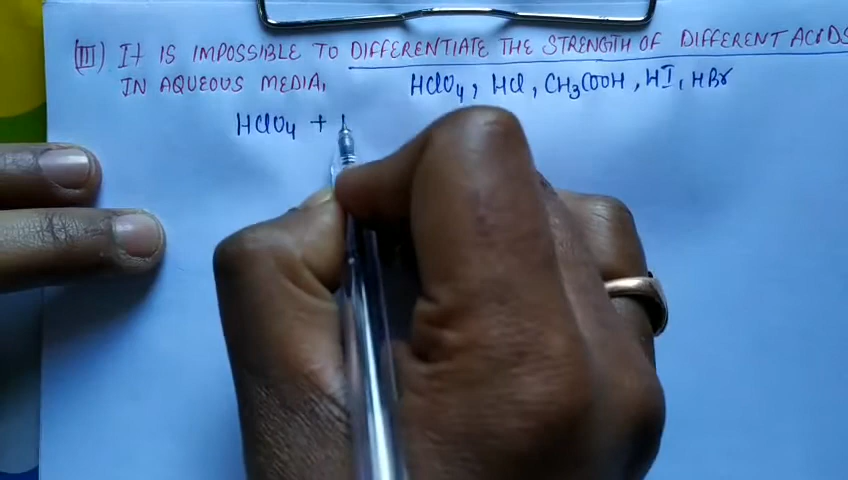 (III) It IS IMPOSSIBLE TO DIFFERENTIATE THE STRENGTH OF DIFFERENT ACIDS
IN AQUEOUS MEDIA, HClO₄, HCl, CH₃COOH, HI, HBr
HClO₄ +